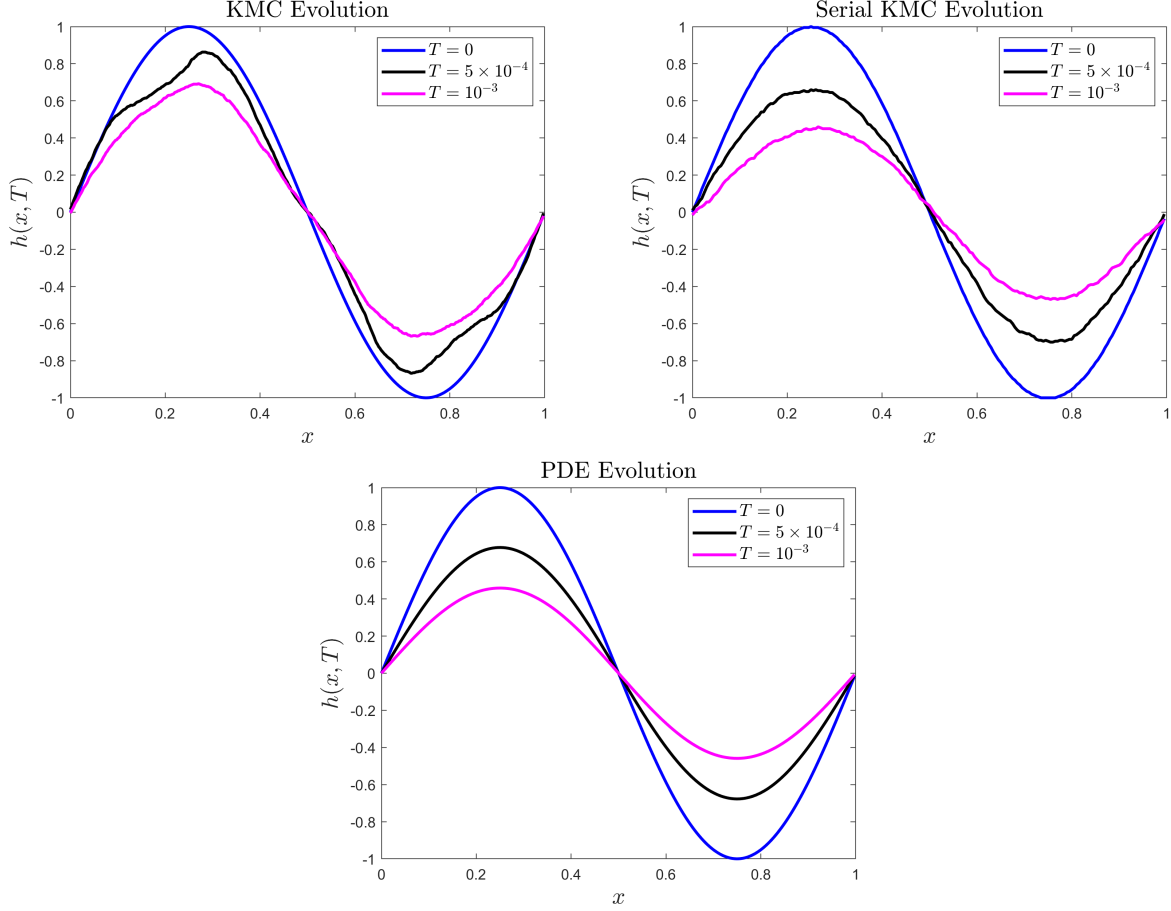 KMC Evolution
T = 0
T = 5 × 10⁻⁴
T = 10⁻³
1
0.8
0.6
0.4
0.2
0
-0.2
-0.4
-0.6
-0.8
-1
h(x, T)
0 0.2 0.4 0.6 0.8 1
x
Serial KMC Evolution
T = 0
T = 5 × 10⁻⁴
T = 10⁻³
1
0.8
0.6
0.4
0.2
0
-0.2
-0.4
-0.6
-0.8
-1
h(x, T)
0 0.2 0.4 0.6 0.8 1
x
PDE Evolution
T = 0
T = 5 × 10⁻⁴
T = 10⁻³
1
0.8
0.6
0.4
0.2
0
-0.2
-0.4
-0.6
-0.8
-1
h(x, T)
0 0.2 0.4 0.6 0.8 1
x